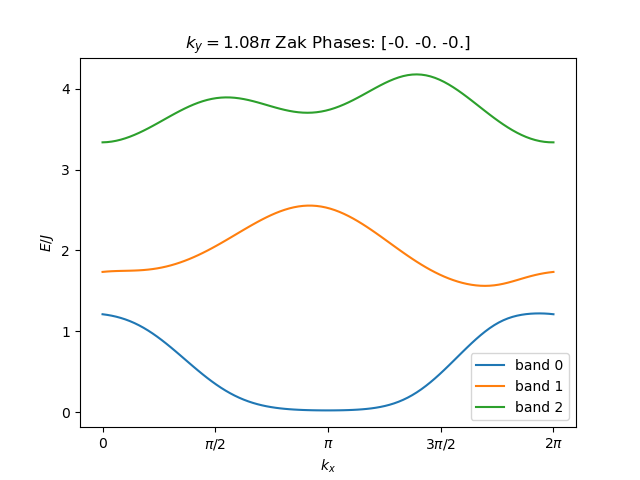 k_y = 1.08π Zak Phases: [-0. -0. -0.]
4
3
2
1
0
E/J
0
π/2
π
3π/2
2π
k_x
band 0
band 1
band 2